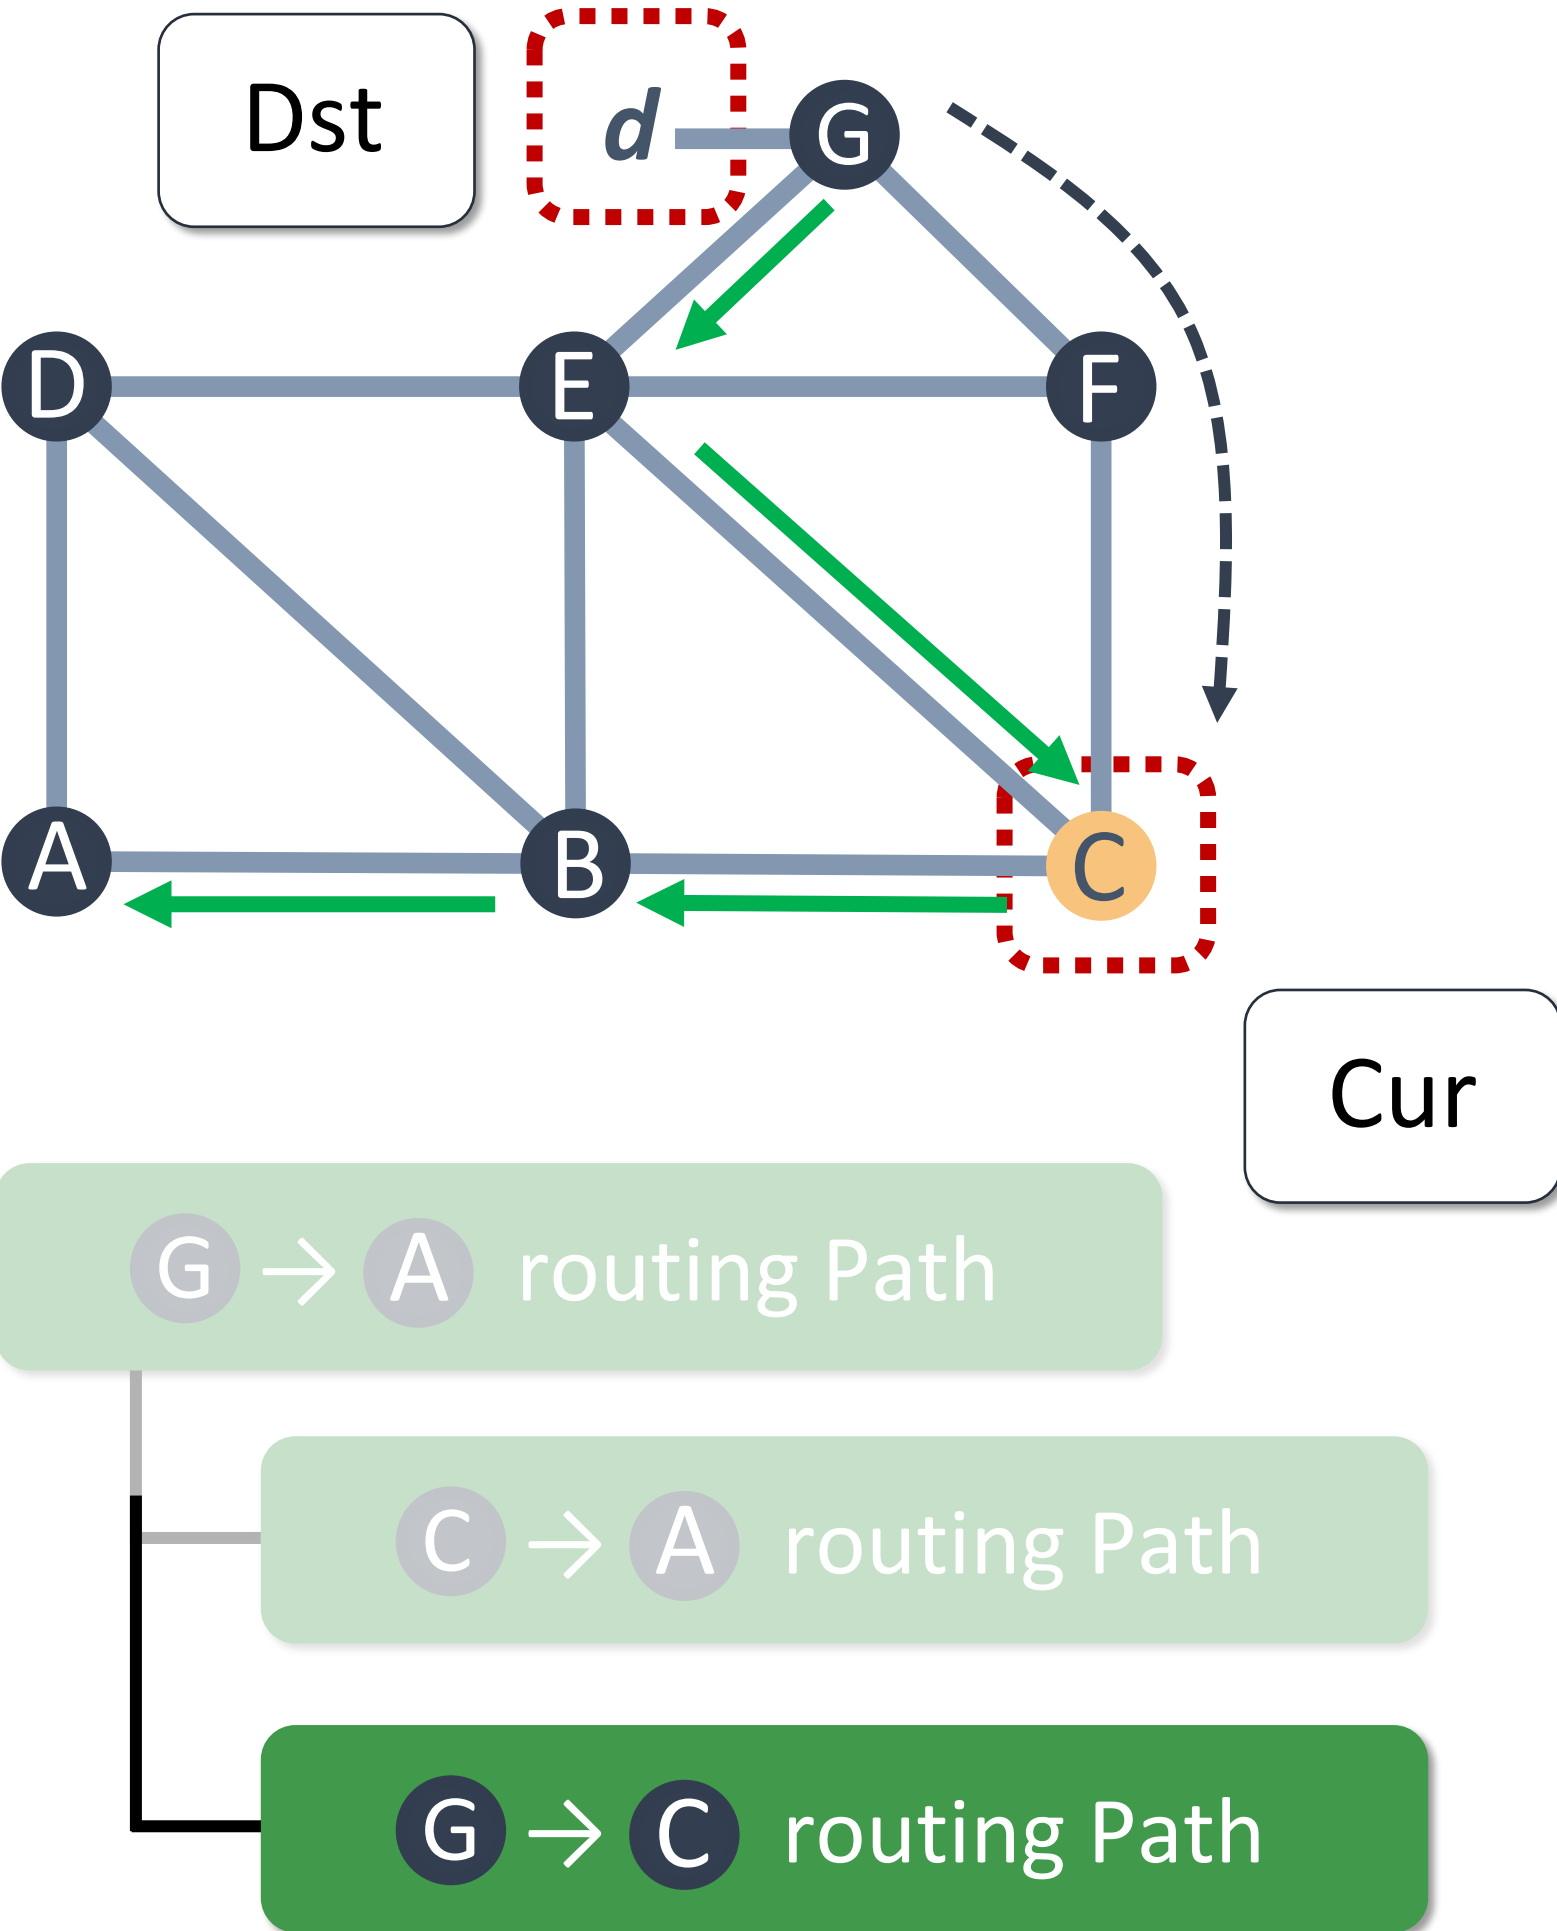 Dst
d
G
D
E
F
A
B
C
Cur
G → A routing Path
C → A routing Path
G → C routing Path